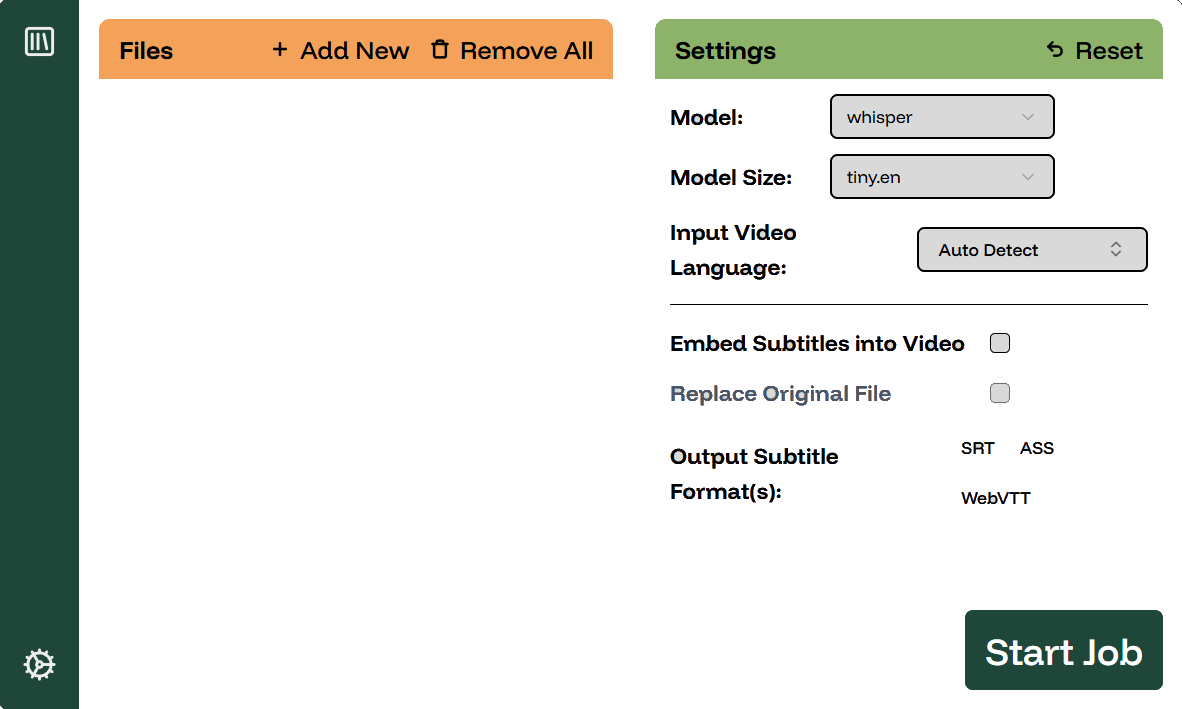 Files
+ Add New
Remove All
Settings
Reset
Model:
whisper
Model Size:
tiny.en
Input Video
Language:
Auto Detect
Embed Subtitles into Video
Replace Original File
Output Subtitle
Format(s):
SRT
ASS
WebVTT
Start Job